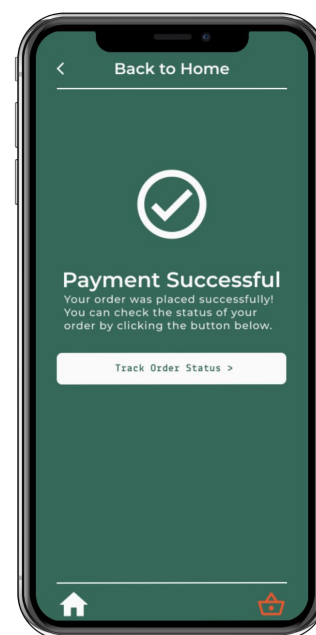 < Back to Home
Payment Successful
Your order was placed successfully!
You can check the status of your
order by clicking the button below.
Track Order Status >